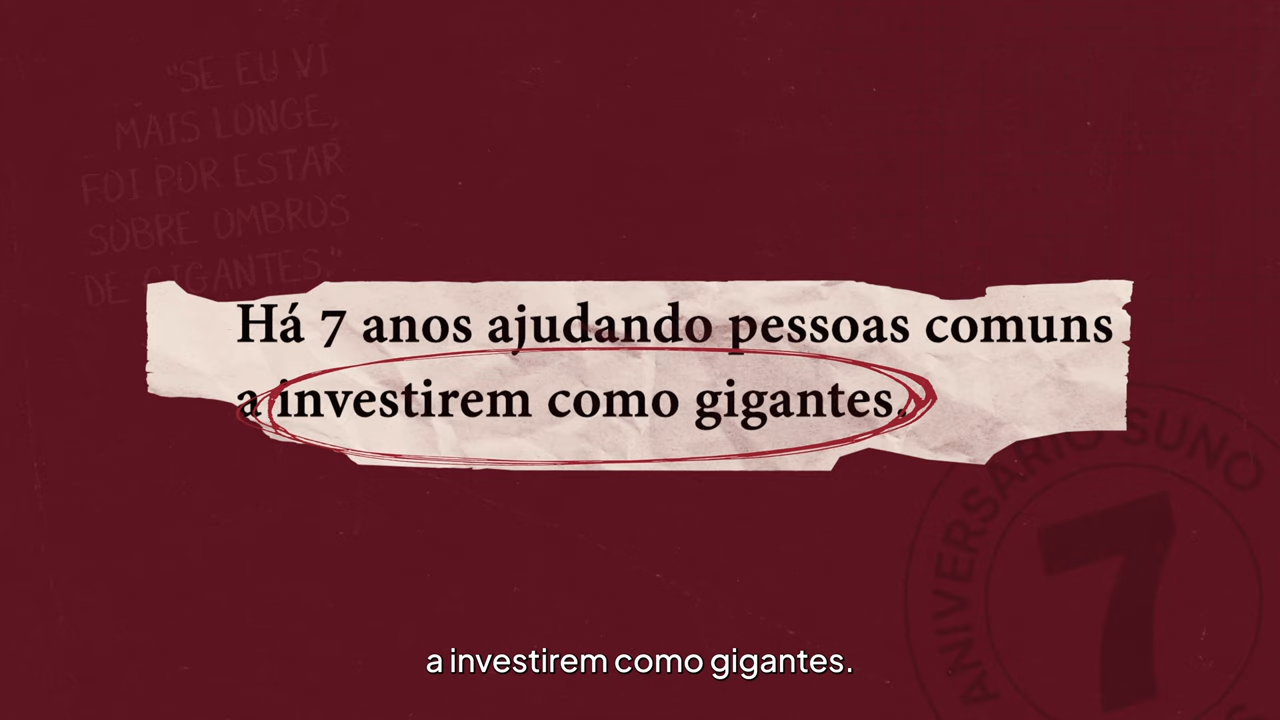 "SE EU VI
MAIS LONGE,
FOI POR ESTAR
SOBRE OMBROS
DE GIGANTES."
Há 7 anos ajudando pessoas comuns
a investirem como gigantes.
ANIVERSÁRIO SUNO
7
a investirem como gigantes.